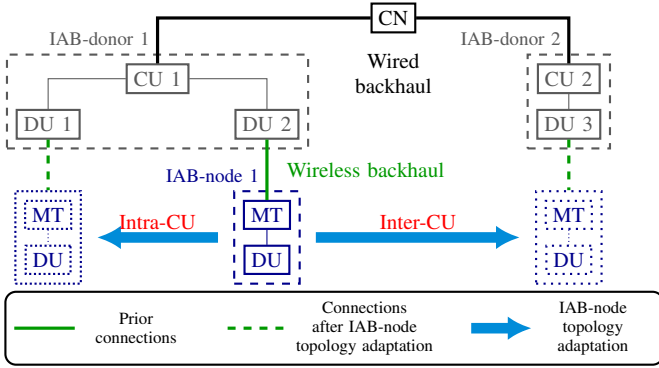 CN
IAB-donor 1
IAB-donor 2
CU 1
Wired
backhaul
CU 2
DU 1
DU 2
DU 3
Wireless backhaul
IAB-node 1
MT
MT
MT
Intra-CU
Inter-CU
DU
DU
DU
Prior
connections
Connections
after IAB-node
topology adaptation
IAB-node
topology
adaptation